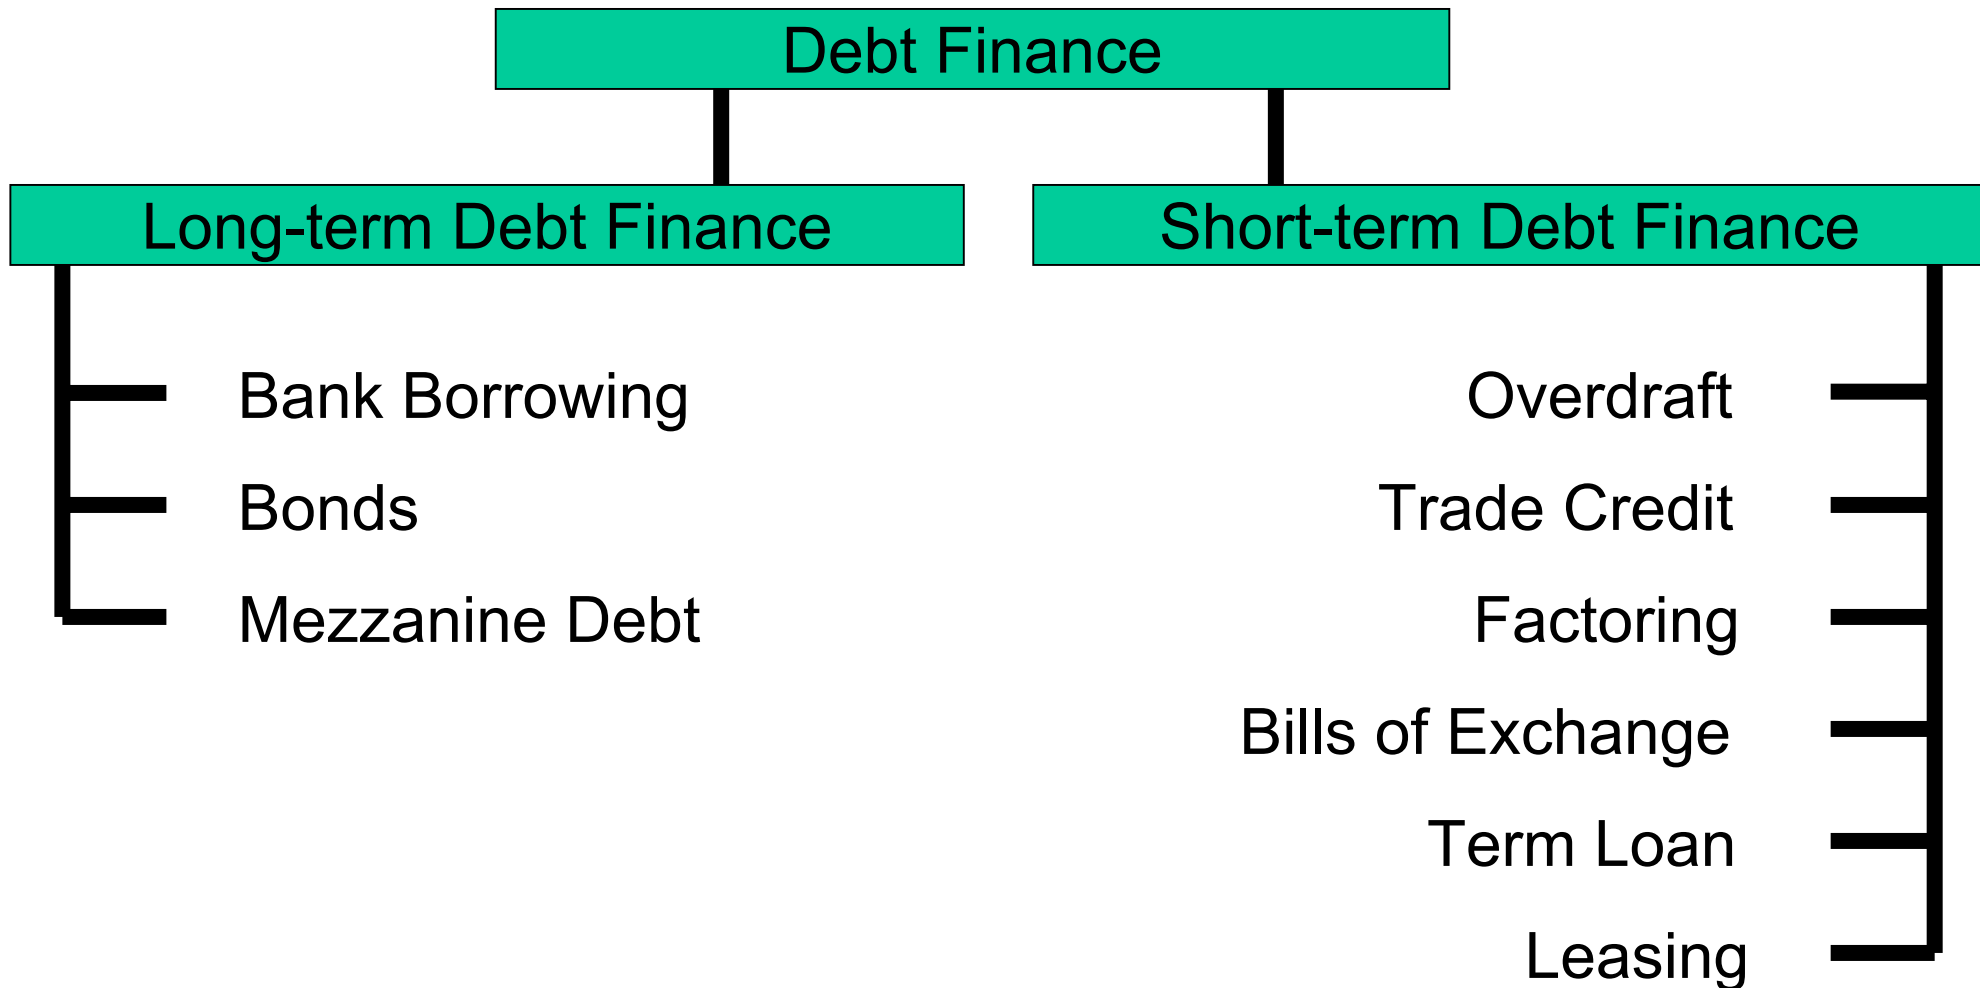 Debt Finance
Long-term Debt Finance
Short-term Debt Finance
Bank Borrowing
Bonds
Mezzanine Debt
Overdraft
Trade Credit
Factoring
Bills of Exchange
Term Loan
Leasing